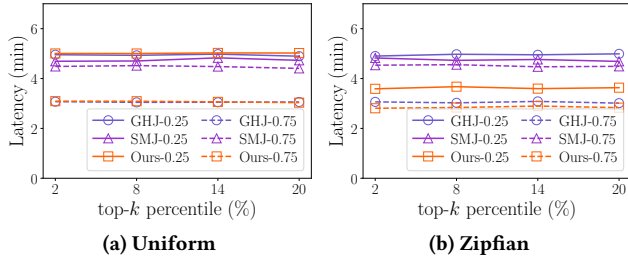 Latency (min)
6
4
2
0
GHJ-0.25
SMJ-0.25
Ours-0.25
GHJ-0.75
SMJ-0.75
Ours-0.75
2
8
14
20
top-k percentile (%)
(a) Uniform
Latency (min)
6
4
2
0
GHJ-0.25
SMJ-0.25
Ours-0.25
GHJ-0.75
SMJ-0.75
Ours-0.75
2
8
14
20
top-k percentile (%)
(b) Zipfian